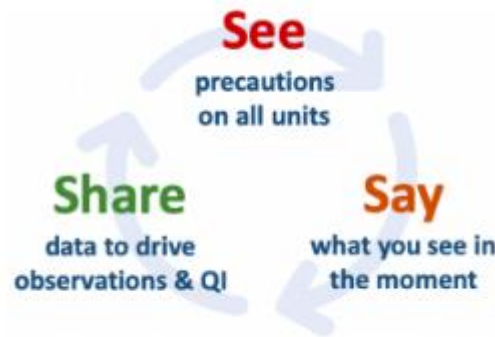 See
precautions
on all units
Say
what you see in
the moment
Share
data to drive
observations & QI